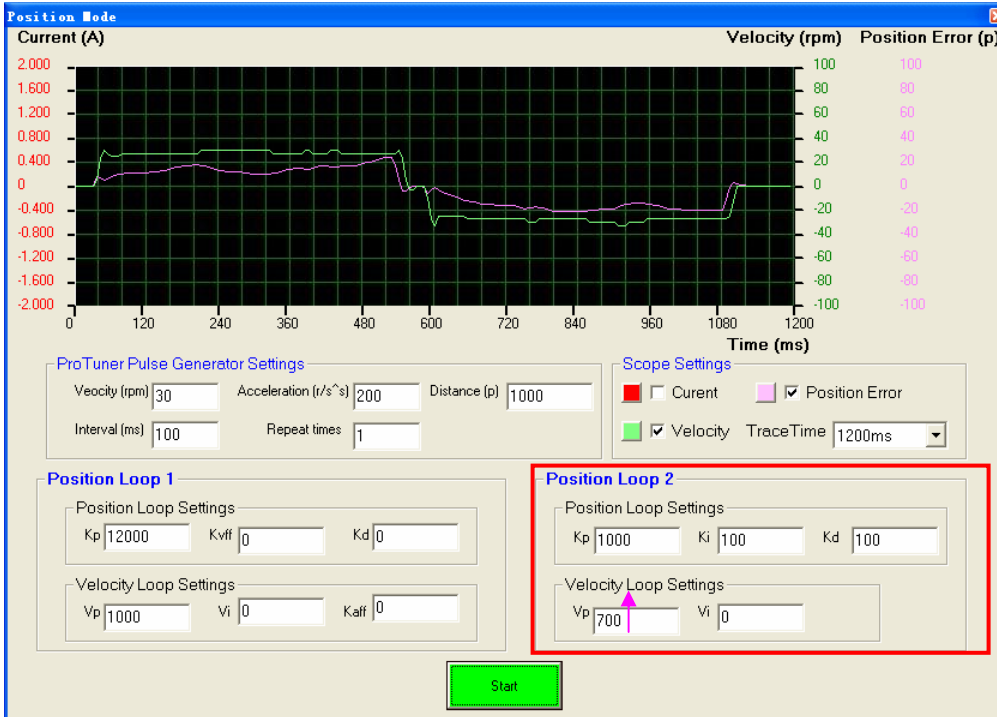 Position Mode
Current (A) Velocity (rpm) Position Error (p)
2.000 100 100
1.600 80 80
1.200 60 60
0.800 40 40
0.400 20 20
0 0 0
-0.400 -20 -20
-0.800 -40 -40
-1.200 -60 -60
-1.600 -80 -80
-2.000 -100 -100
0 120 240 360 480 600 720 840 960 1080 1200
Time (ms)
ProTuner Pulse Generator Settings
Veocity (rpm) 30 Acceleration (r/s^s) 200 Distance (p) 1000
Interval (ms) 100 Repeat times 1
Scope Settings
Curent Position Error
Velocity TraceTime 1200ms
Position Loop 1
Position Loop Settings
Kp 12000 Kvff 0 Kd 0
Velocity Loop Settings
Vp 1000 Vi 0 Kaff 0
Position Loop 2
Position Loop Settings
Kp 1000 Ki 100 Kd 100
Velocity Loop Settings
Vp 700 Vi 0
Start